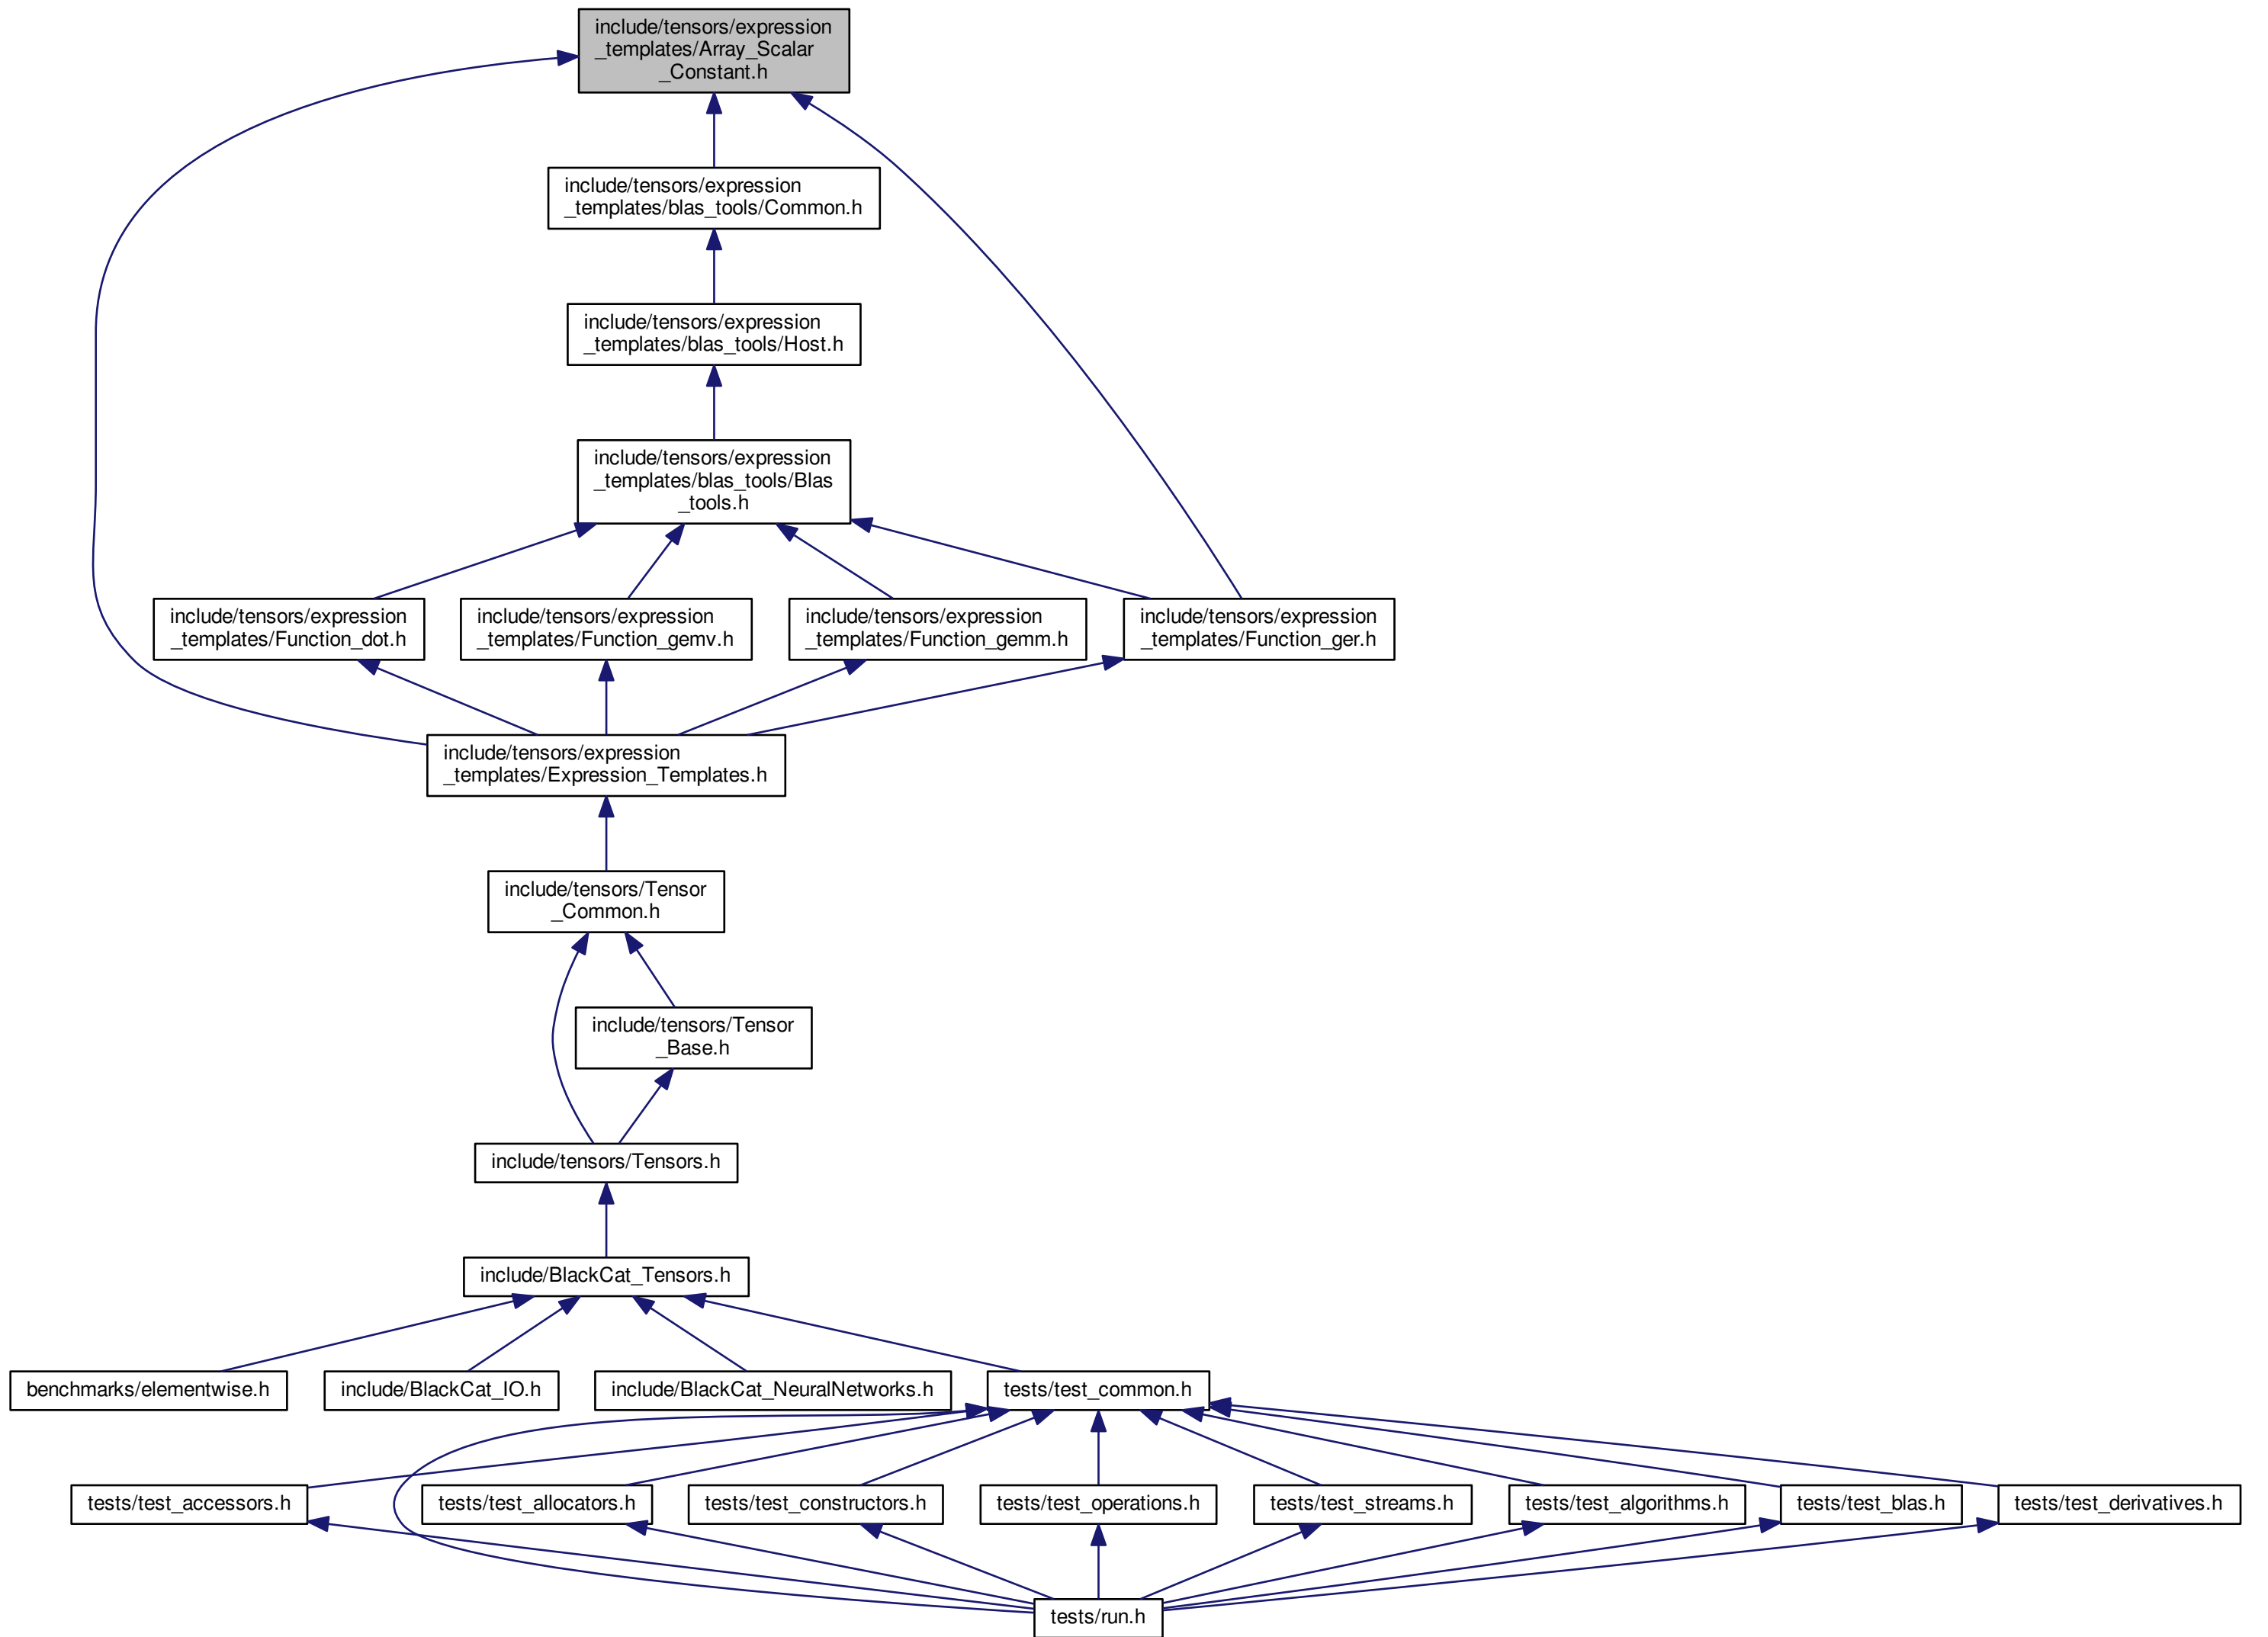 include/tensors/expression
_templates/Array_Scalar
_Constant.h
include/tensors/expression
_templates/blas_tools/Common.h
include/tensors/expression
_templates/blas_tools/Host.h
include/tensors/expression
_templates/blas_tools/Blas
_tools.h
include/tensors/expression
_templates/Function_dot.h
include/tensors/expression
_templates/Function_gemv.h
include/tensors/expression
_templates/Function_gemm.h
include/tensors/expression
_templates/Function_ger.h
include/tensors/expression
_templates/Expression_Templates.h
include/tensors/Tensor
_Common.h
include/tensors/Tensor
_Base.h
include/tensors/Tensors.h
include/BlackCat_Tensors.h
benchmarks/elementwise.h
include/BlackCat_IO.h
include/BlackCat_NeuralNetworks.h
tests/test_common.h
tests/test_accessors.h
tests/test_allocators.h
tests/test_constructors.h
tests/test_operations.h
tests/test_streams.h
tests/test_algorithms.h
tests/test_blas.h
tests/test_derivatives.h
tests/run.h